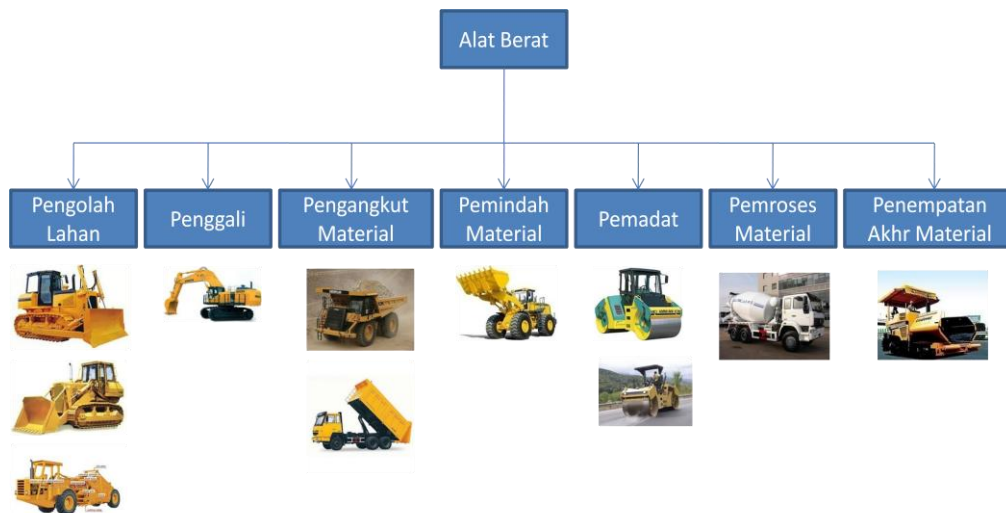 Alat Berat
Pengolah
Lahan
Penggali
Pengangkut
Material
Pemindah
Material
Pemadat
Pemroses
Material
Penempatan
Akhr Material